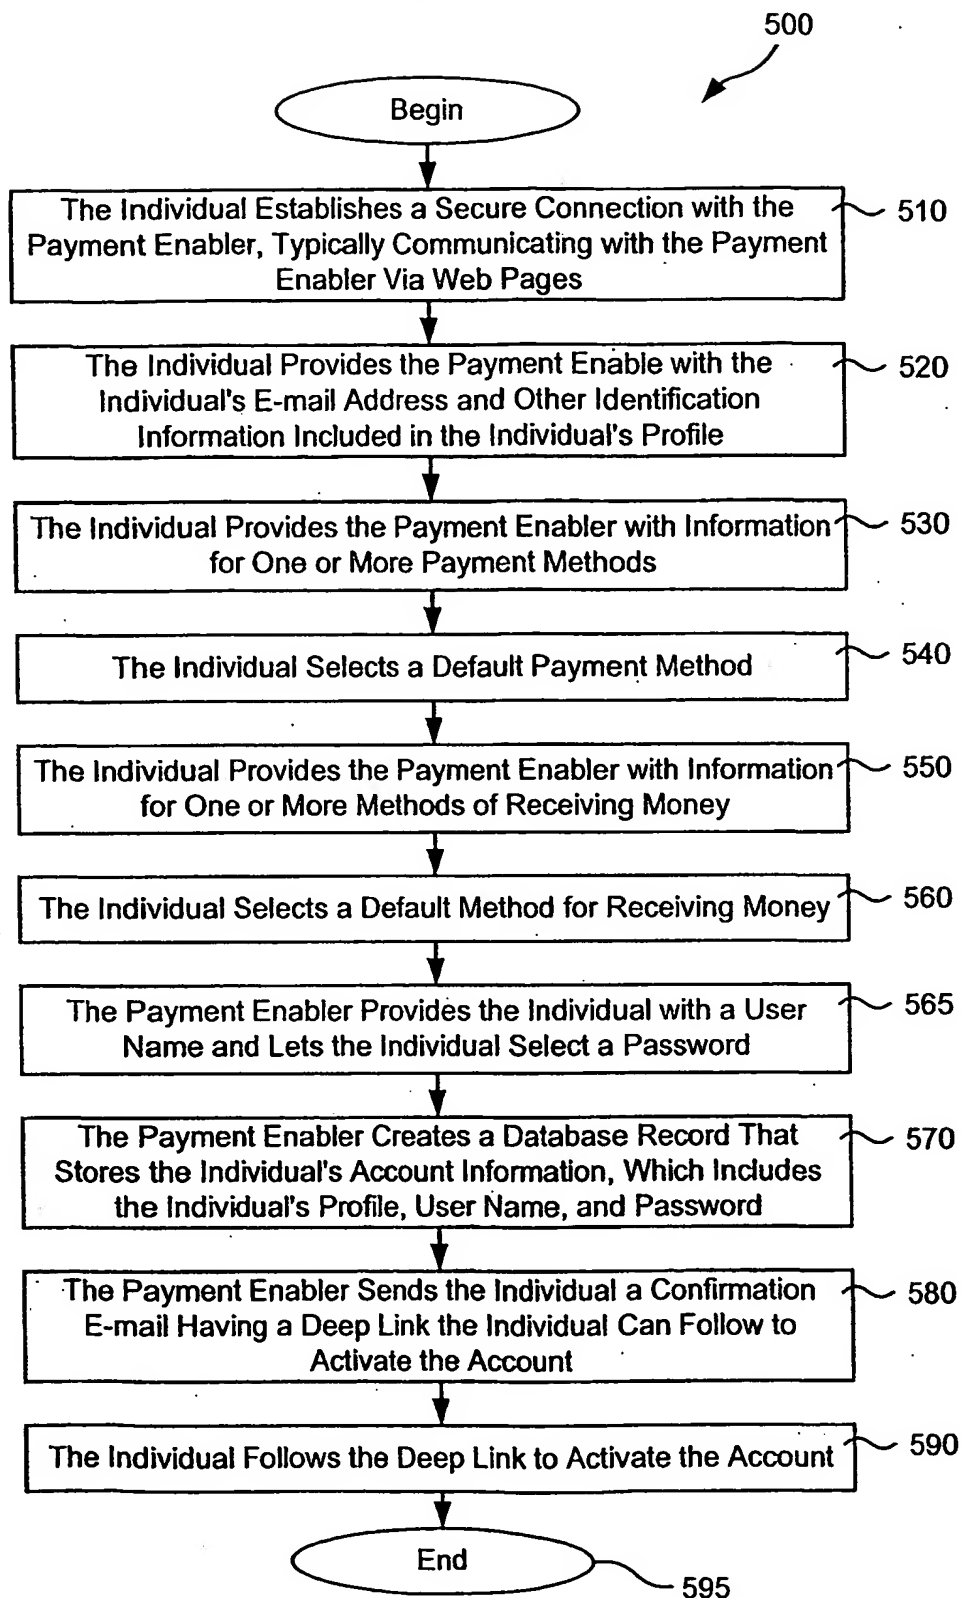 500
Begin
The Individual Establishes a Secure Connection with the
Payment Enabler, Typically Communicating with the Payment
Enabler Via Web Pages
510
The Individual Provides the Payment Enable with the
Individual's E-mail Address and Other Identification
Information Included in the Individual's Profile
520
The Individual Provides the Payment Enabler with Information
for One or More Payment Methods
530
The Individual Selects a Default Payment Method
540
The Individual Provides the Payment Enabler with Information
for One or More Methods of Receiving Money
550
The Individual Selects a Default Method for Receiving Money
560
The Payment Enabler Provides the Individual with a User
Name and Lets the Individual Select a Password
565
The Payment Enabler Creates a Database Record That
Stores the Individual's Account Information, Which Includes
the Individual's Profile, User Name, and Password
570
The Payment Enabler Sends the Individual a Confirmation
E-mail Having a Deep Link the Individual Can Follow to
Activate the Account
580
The Individual Follows the Deep Link to Activate the Account
590
End
595